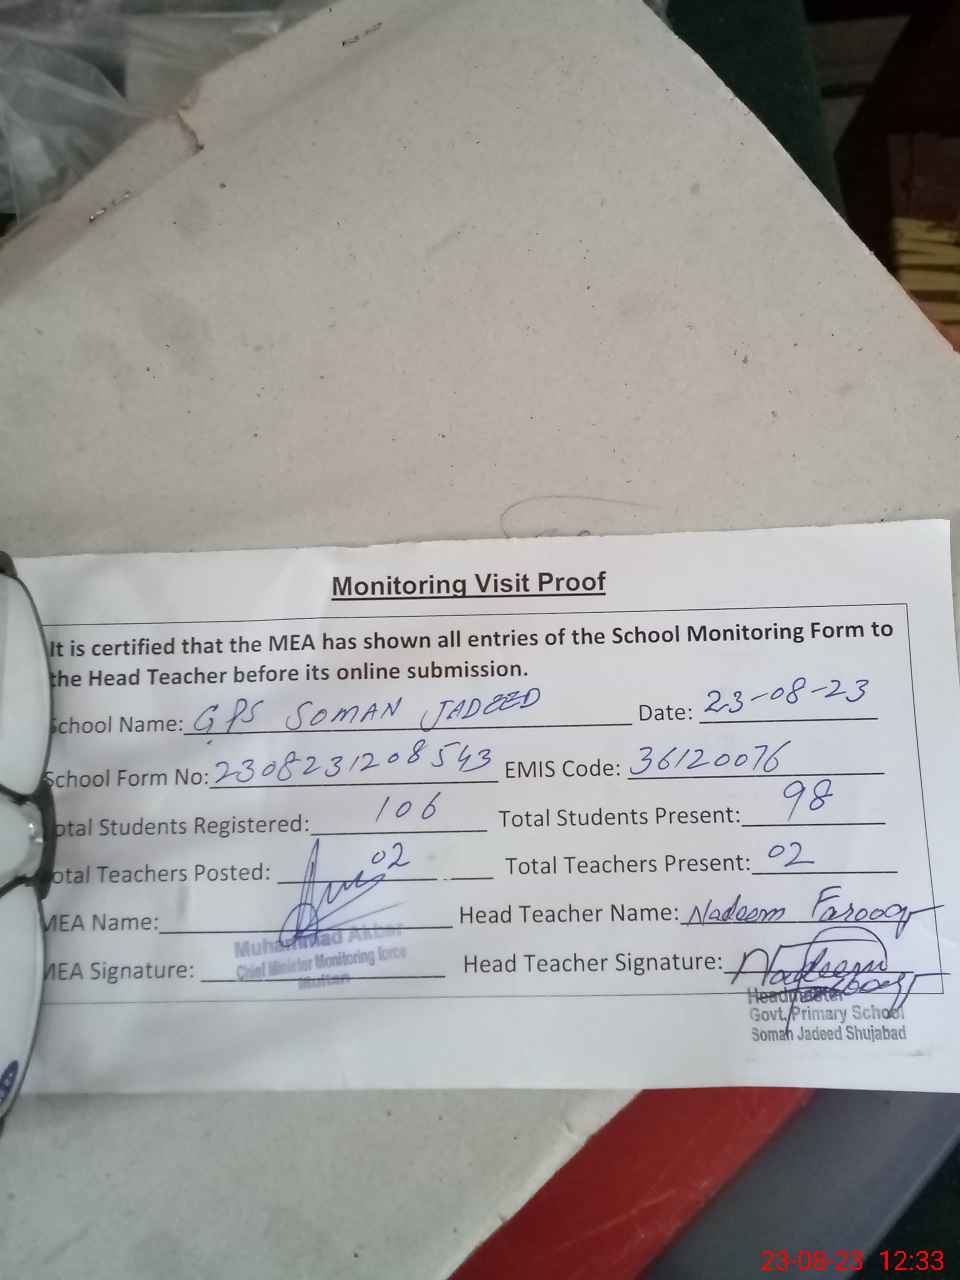 Monitoring Visit Proof
It is certified that the MEA has shown all entries of the School Monitoring Form to
the Head Teacher before its online submission.
School Name: GPS SOMAN JADEED Date: 23-08-23
School Form No: 2308231208543 EMIS Code: 36120076
Total Students Registered: 106 Total Students Present: 98
Total Teachers Posted: 02 Total Teachers Present: 02
MEA Name: Head Teacher Name: Nadeem Farooq
Muhammad Akbar
MEA Signature: Chief Minister Monitoring force Head Teacher Signature: Nadeem Farooq
Multan
Headmaster
Govt. Primary School
Soman Jadeed Shujabad
23-08-23 12:33